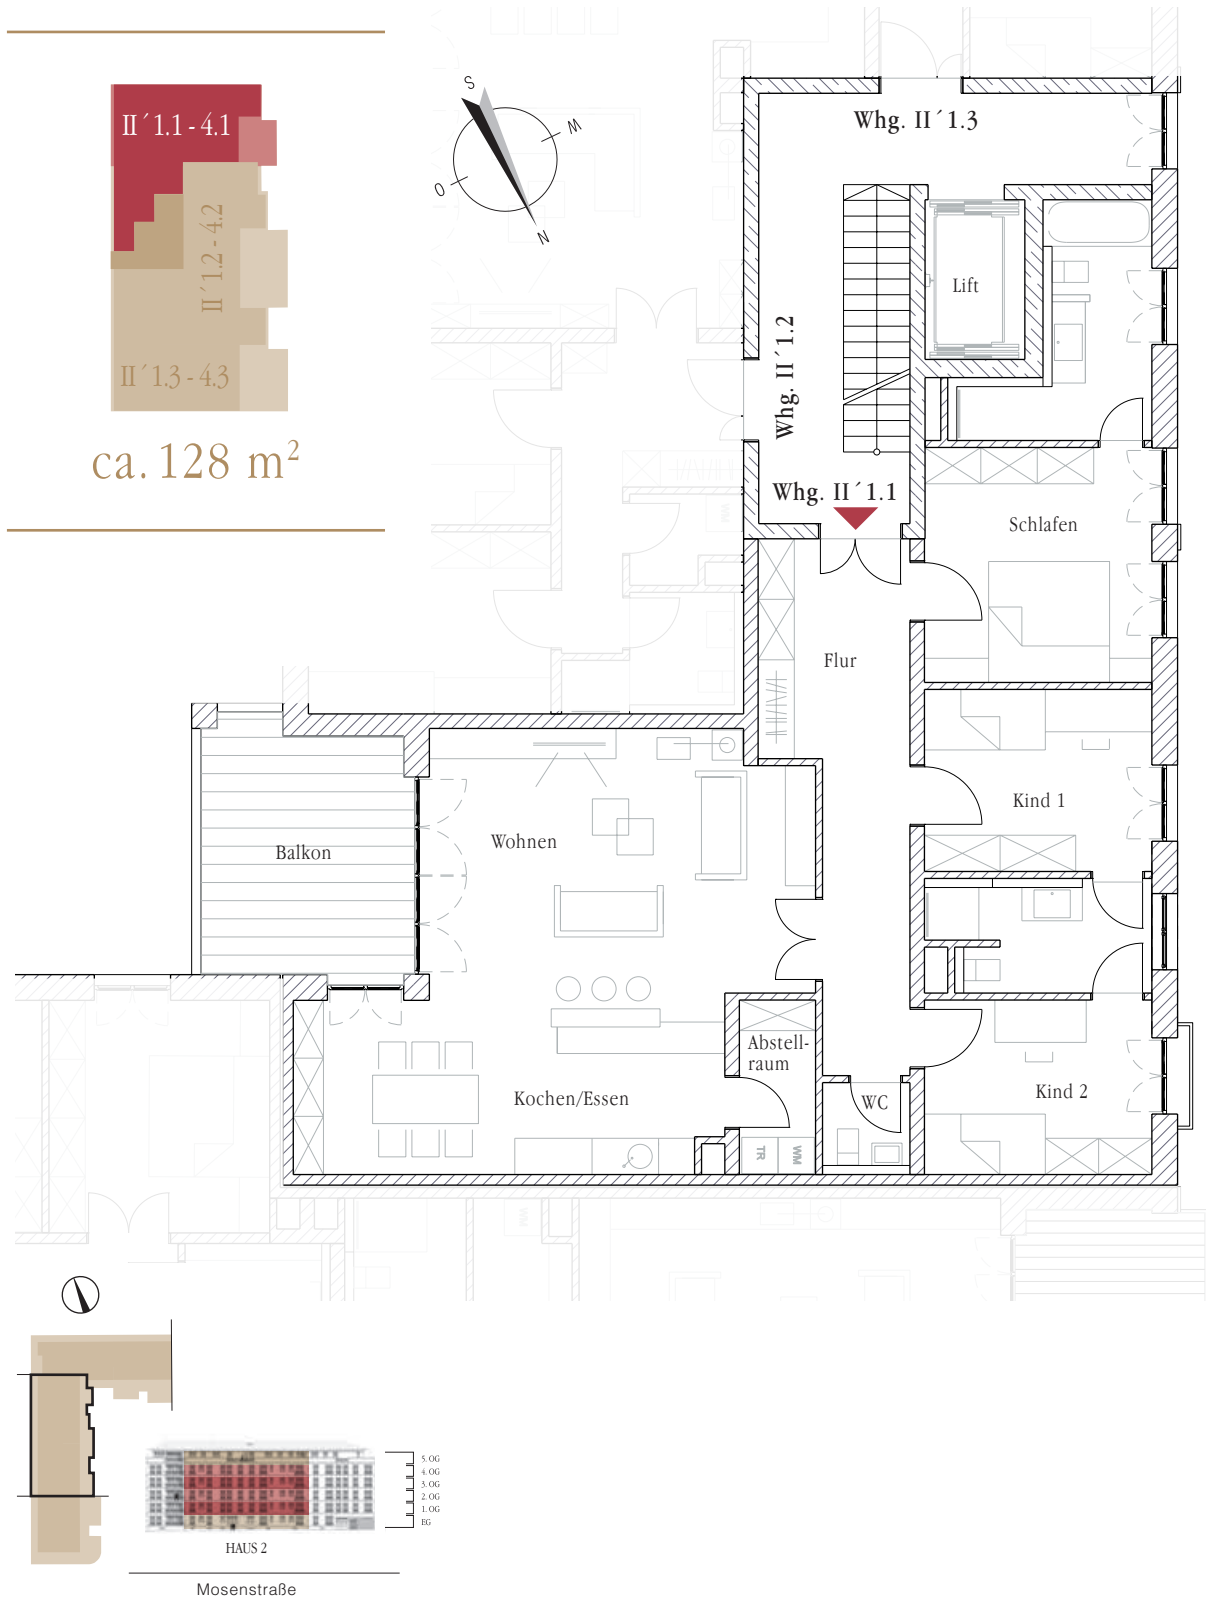 II´1.1 - 4.1
II´1.2 - 4.2
II´1.3 - 4.3
ca. 128 m²
S
W
O
N
Whg. II´1.3
Whg. II´1.2
Lift
Whg. II´1.1
Schlafen
Flur
Kind 1
Wohnen
Balkon
Abstell-
raum
Kochen/Essen
WC
Kind 2
TR
WM
WM
WM
5. OG
4. OG
3. OG
2. OG
1. OG
EG
HAUS 2
Mosenstraße